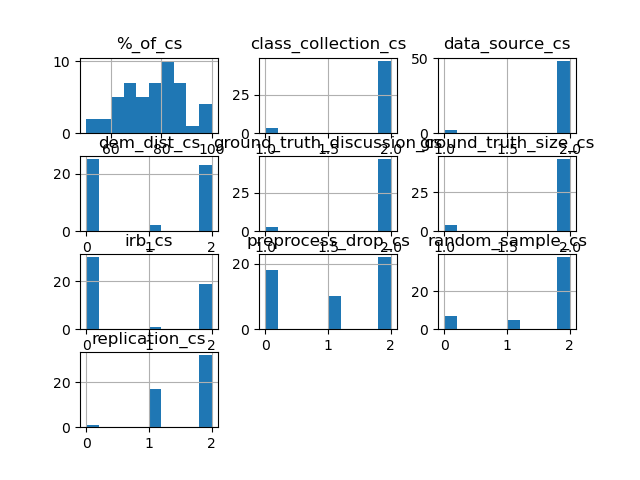 %_of_cs
class_collection_cs
data_source_cs
10
0
60 80 100
25
0
1.0 1.5 2.0
50
25
0
1.0 1.5 2.0
dem_dist_cs
ground_truth_discussion_cs
ground_truth_size_cs
20
0
0 1 2
25
0
1.0 1.5 2.0
25
0
1.0 1.5 2.0
irb_cs
preprocess_drop_cs
random_sample_cs
20
0
0 1 2
20
0
0 1 2
20
0
0 1 2
replication_cs
20
0
0 1 2